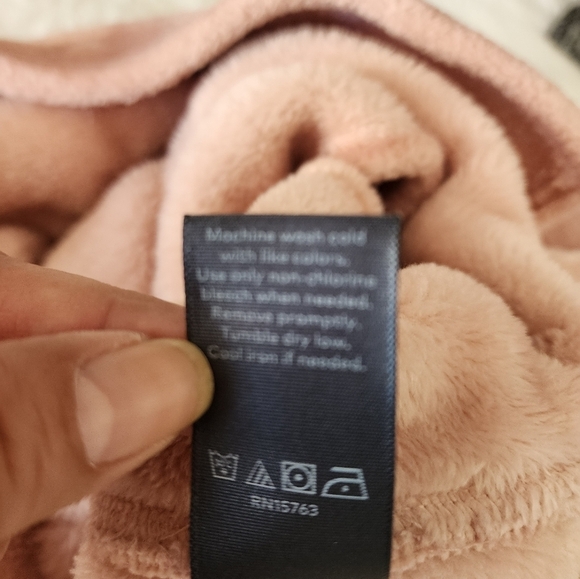 Machine wash cold
with like colors.
Use only non-chlorine
bleach when needed.
Remove promptly.
Tumble dry low.
Cool iron if needed.
RN15763